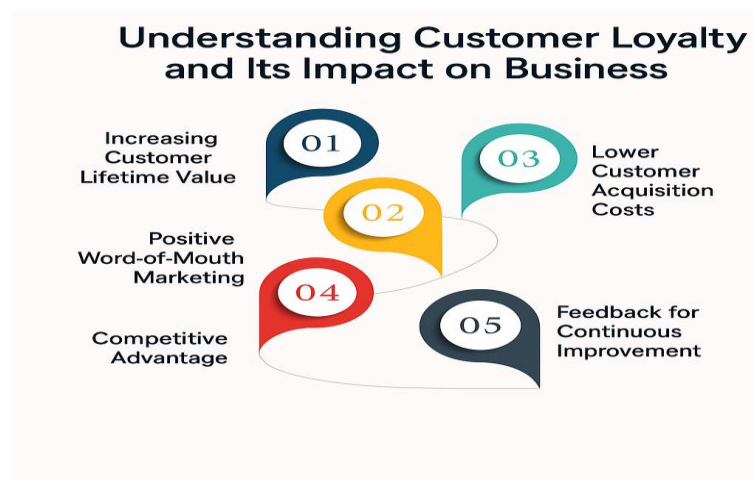 Understanding Customer Loyalty
and Its Impact on Business
01
Increasing
Customer
Lifetime Value
02
Positive
Word-of-Mouth
Marketing
03
Lower
Customer
Acquisition
Costs
04
Competitive
Advantage
05
Feedback for
Continuous
Improvement